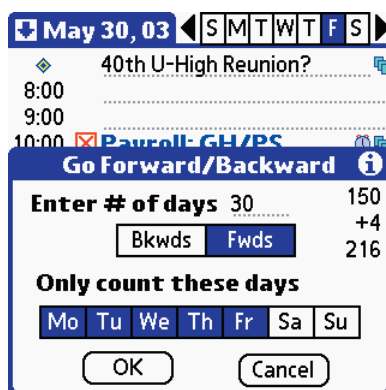 May 30, 03 S M T W T F S
40th U-High Reunion?
8:00
9:00
10:00 Payroll: GH/PS
Go Forward/Backward i
Enter # of days 30 150
+4
Bkwds Fwds 216
Only count these days
Mo Tu We Th Fr Sa Su
OK Cancel